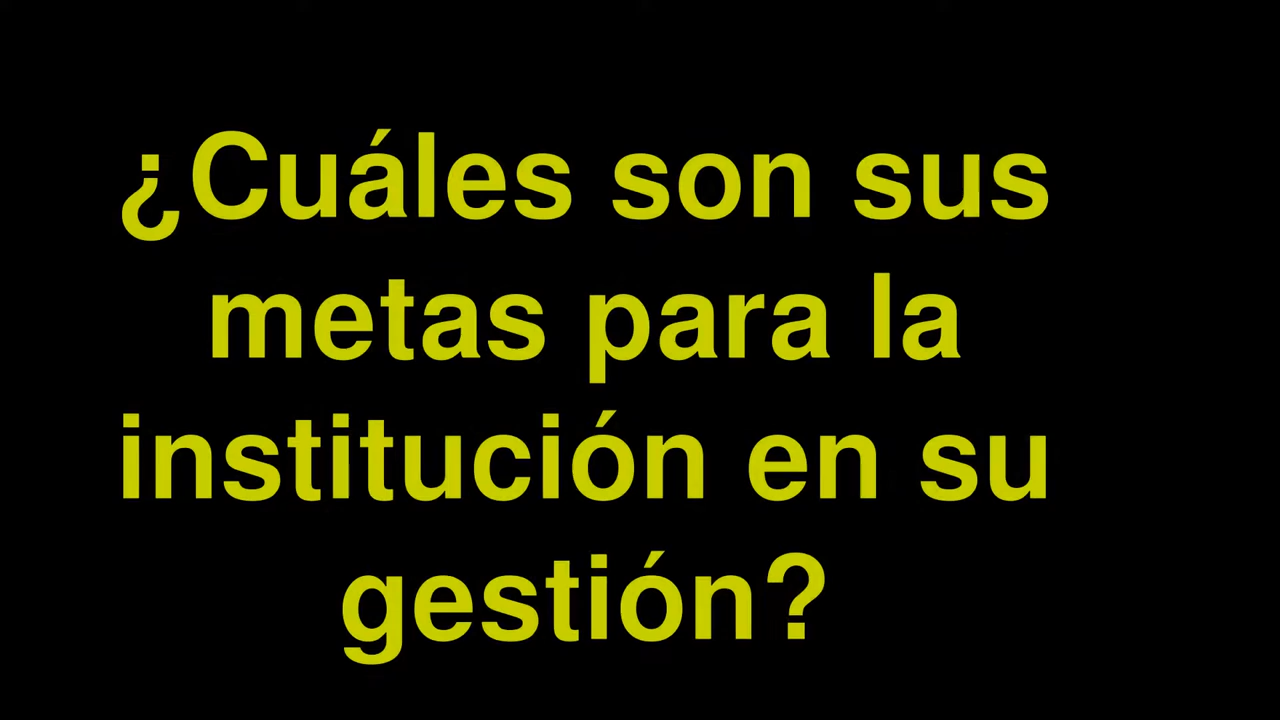 ¿Cuáles son sus
metas para la
institución en su
gestión?